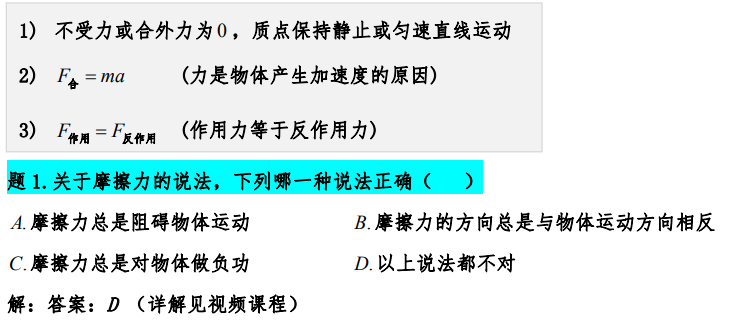 1) 不受力或合外力为0，质点保持静止或匀速直线运动
2) F合 = ma (力是物体产生加速度的原因)
3) F作用 = F反作用 (作用力等于反作用力)
题1.关于摩擦力的说法，下列哪一种说法正确（ ）
A.摩擦力总是阻碍物体运动 B.摩擦力的方向总是与物体运动方向相反
C.摩擦力总是对物体做负功 D.以上说法都不对
解：答案：D （详解见视频课程）